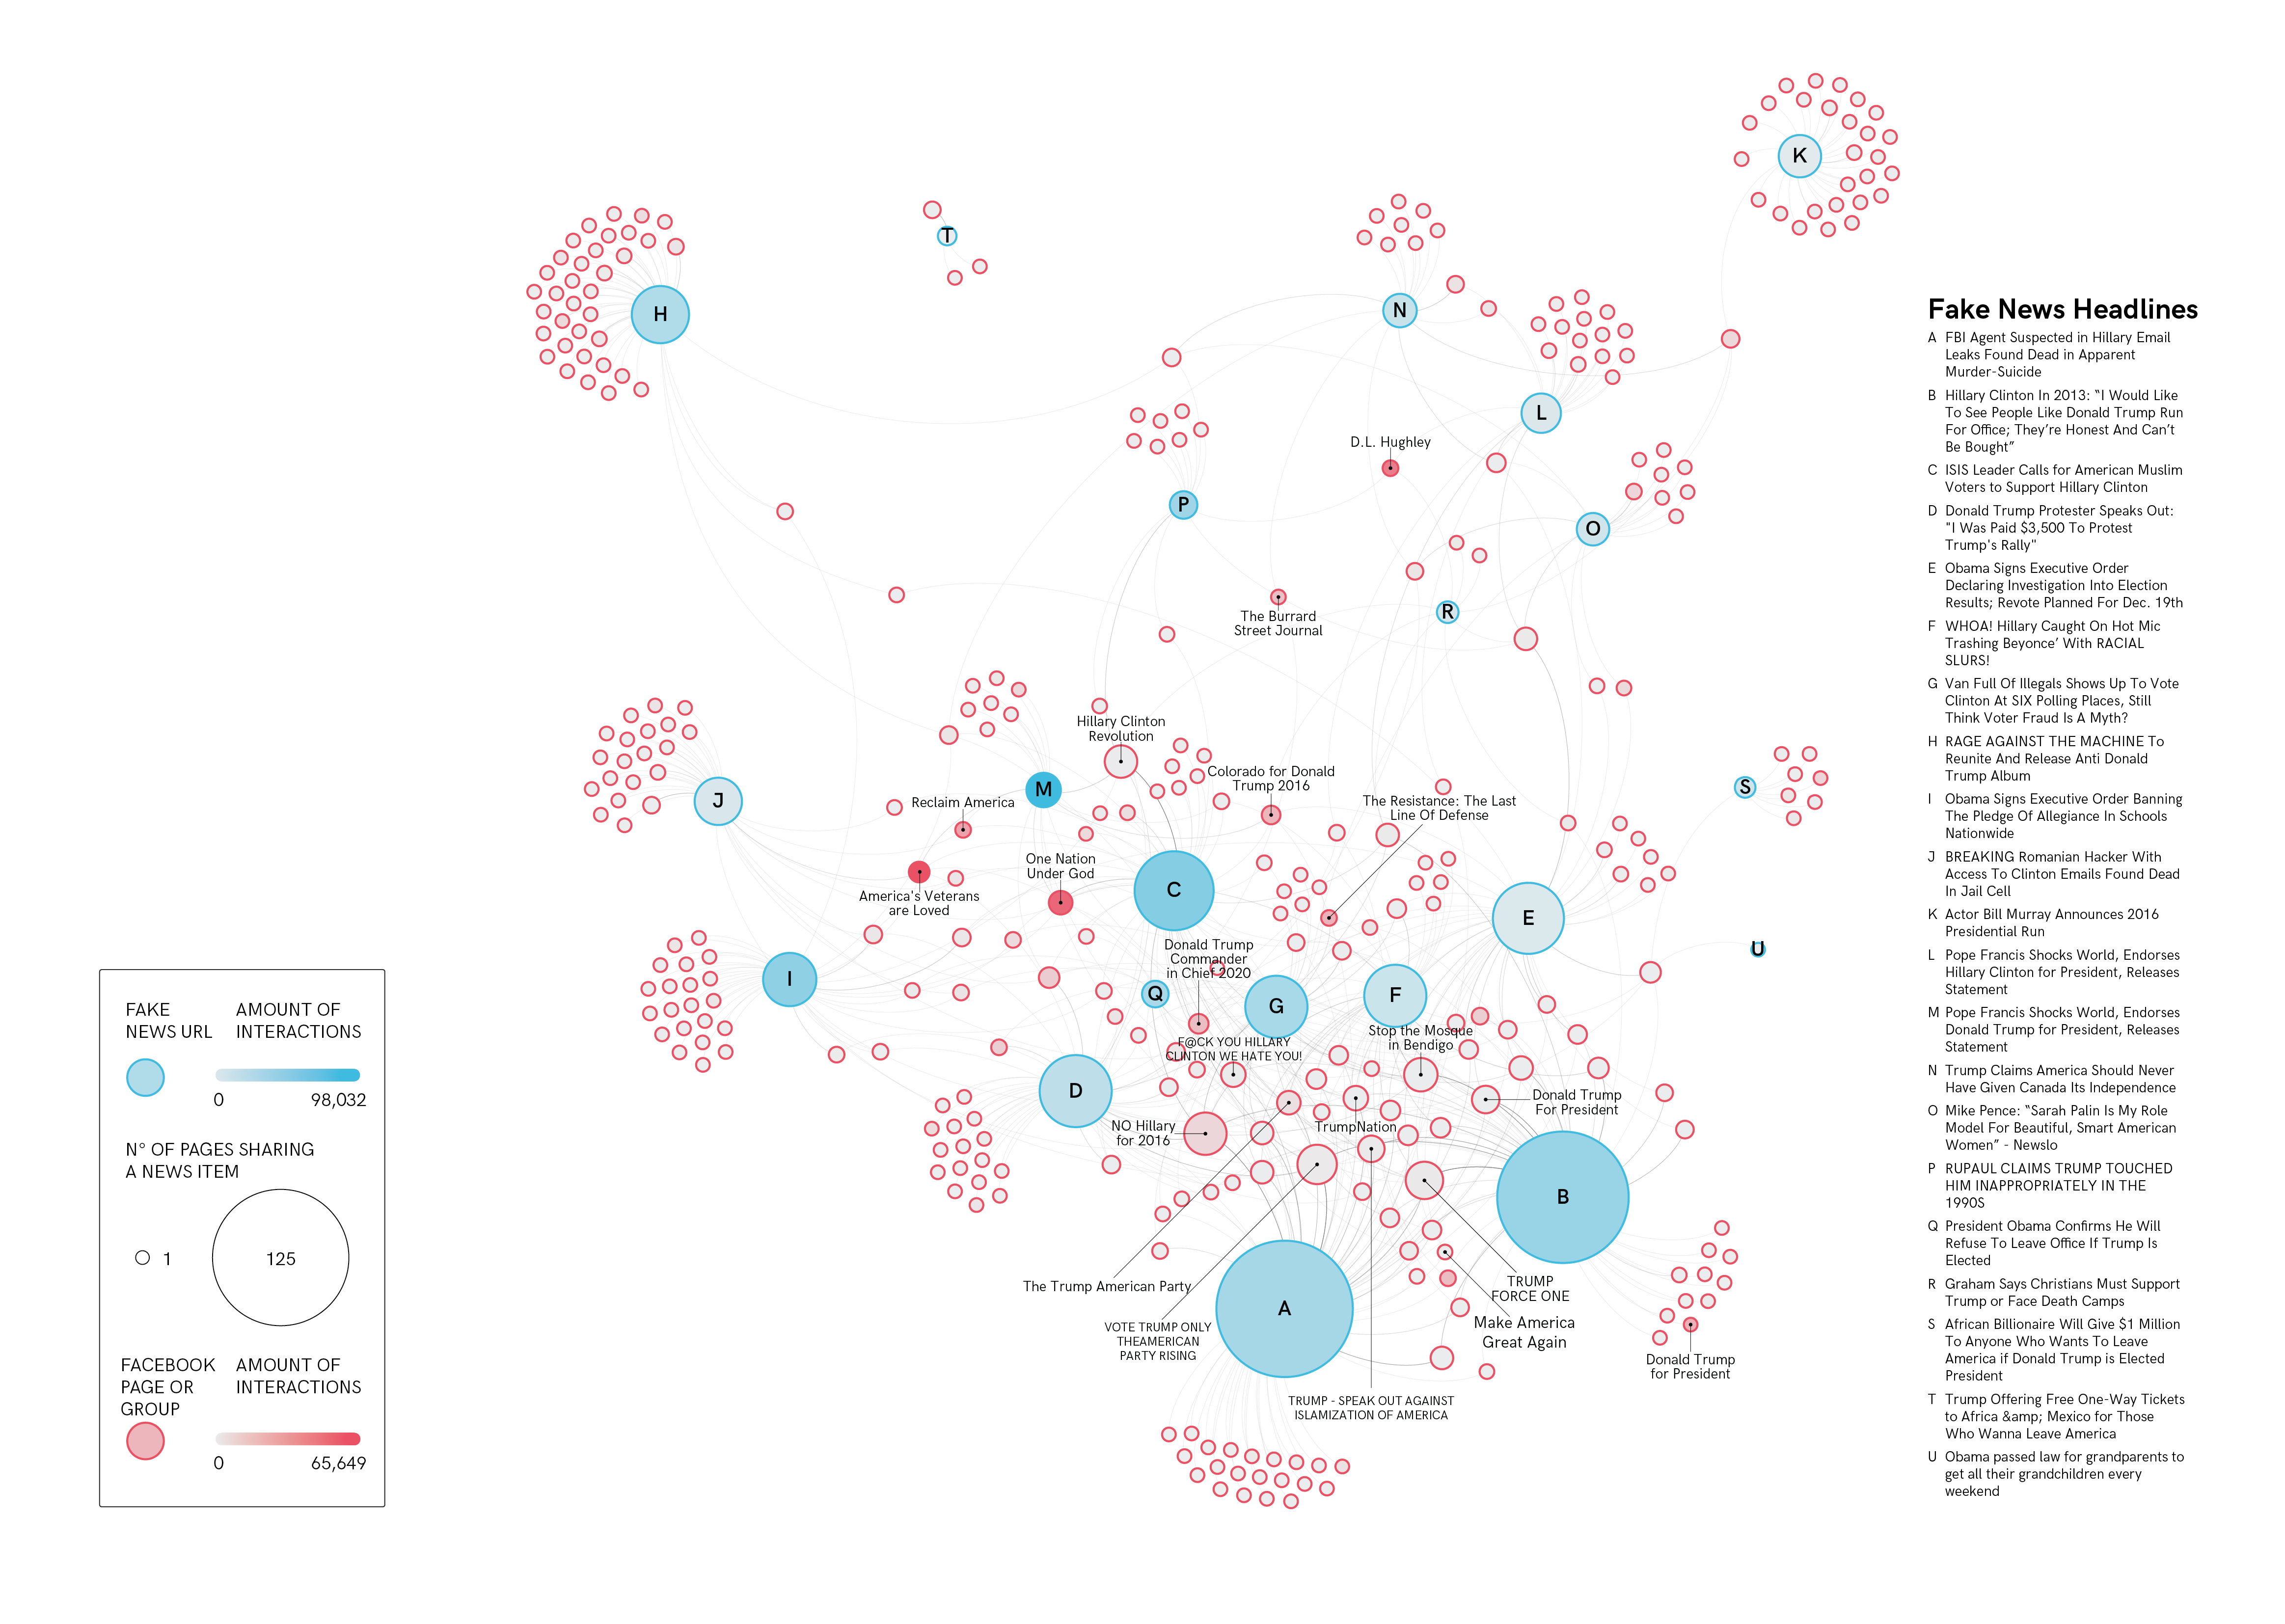 K
T
H
N
L
D.L. Hughley
P
O
The Burrard
Street Journal
R
Hillary Clinton
Revolution
Colorado for Donald
Trump 2016
M
J
Reclaim America
The Resistance: The Last
Line Of Defense
S
One Nation
Under God
America's Veterans
are Loved
C
E
Donald Trump
Commander
in Chief 2020
U
I
Q
G
F
Stop the Mosque
in Bendigo
F@CK YOU HILLARY
CLINTON WE HATE YOU!
D
Donald Trump
For President
NO Hillary
for 2016
TrumpNation
B
The Trump American Party
A
TRUMP
FORCE ONE
VOTE TRUMP ONLY
THEAMERICAN
PARTY RISING
Make America
Great Again
Donald Trump
for President
TRUMP - SPEAK OUT AGAINST
ISLAMIZATION OF AMERICA
FAKE
NEWS URL
AMOUNT OF
INTERACTIONS
0
98,032
N° OF PAGES SHARING
A NEWS ITEM
1
125
FACEBOOK
PAGE OR
GROUP
AMOUNT OF
INTERACTIONS
0
65,649
Fake News Headlines
A FBI Agent Suspected in Hillary Email
Leaks Found Dead in Apparent
Murder-Suicide
B Hillary Clinton In 2013: “I Would Like
To See People Like Donald Trump Run
For Office; They’re Honest And Can’t
Be Bought”
C ISIS Leader Calls for American Muslim
Voters to Support Hillary Clinton
D Donald Trump Protester Speaks Out:
"I Was Paid $3,500 To Protest
Trump's Rally"
E Obama Signs Executive Order
Declaring Investigation Into Election
Results; Revote Planned For Dec. 19th
F WHOA! Hillary Caught On Hot Mic
Trashing Beyonce’ With RACIAL
SLURS!
G Van Full Of Illegals Shows Up To Vote
Clinton At SIX Polling Places, Still
Think Voter Fraud Is A Myth?
H RAGE AGAINST THE MACHINE To
Reunite And Release Anti Donald
Trump Album
I Obama Signs Executive Order Banning
The Pledge Of Allegiance In Schools
Nationwide
J BREAKING Romanian Hacker With
Access To Clinton Emails Found Dead
In Jail Cell
K Actor Bill Murray Announces 2016
Presidential Run
L Pope Francis Shocks World, Endorses
Hillary Clinton for President, Releases
Statement
M Pope Francis Shocks World, Endorses
Donald Trump for President, Releases
Statement
N Trump Claims America Should Never
Have Given Canada Its Independence
O Mike Pence: “Sarah Palin Is My Role
Model For Beautiful, Smart American
Women” - Newslo
P RUPAUL CLAIMS TRUMP TOUCHED
HIM INAPPROPRIATELY IN THE
1990S
Q President Obama Confirms He Will
Refuse To Leave Office If Trump Is
Elected
R Graham Says Christians Must Support
Trump or Face Death Camps
S African Billionaire Will Give $1 Million
To Anyone Who Wants To Leave
America if Donald Trump is Elected
President
T Trump Offering Free One-Way Tickets
to Africa &amp; Mexico for Those
Who Wanna Leave America
U Obama passed law for grandparents to
get all their grandchildren every
weekend